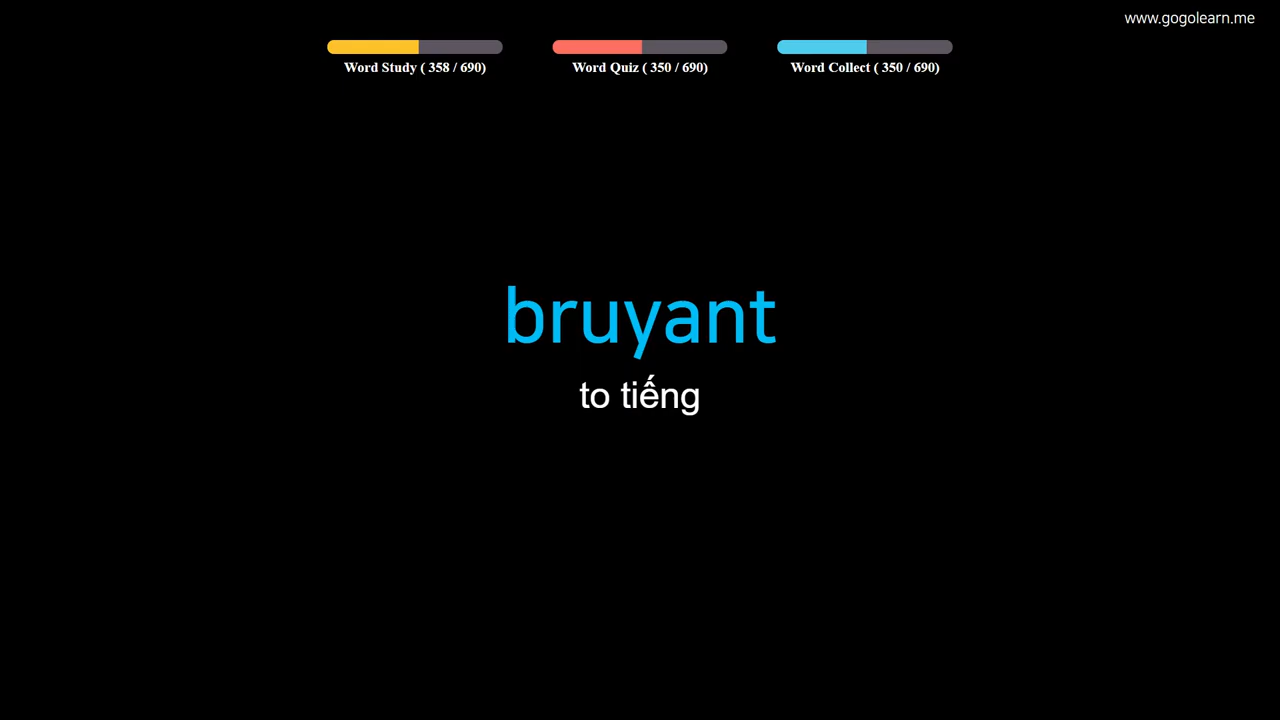 www.gogolearn.me
Word Study ( 358 / 690)
Word Quiz ( 350 / 690)
Word Collect ( 350 / 690)
bruyant
to tiếng